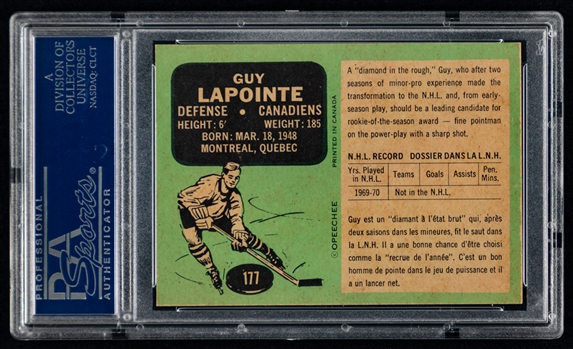 A
DIVISION OF
COLLECTORS
UNIVERSE
NASDAQ: CLCT
PSA
Sports
PROFESSIONAL
AUTHENTICATOR
GUY
LAPOINTE
DEFENSE • CANADIENS
HEIGHT: 6' WEIGHT: 185
BORN: MAR. 18, 1948
MONTREAL, QUEBEC
177
© OPEECHEE
PRINTED IN CANADA
A "diamond in the rough," Guy, who after two
seasons of minor-pro experience made the
transformation to the N.H.L. and, from early-
season play, should be a leading candidate for
rookie-of-the-season award — fine pointman
on the power-play with a sharp shot.
N.H.L. RECORD DOSSIER DANS LA L.N.H.
Yrs. Played in N.H.L. Teams Goals Assists Pen. Mins.
1969-70 Not in the N.H.L.
Guy est un "diamant à l'état brut" qui, après
deux saisons dans les mineures, fit le saut dans
la L.N.H. Il a une bonne chance d'être choisi
comme la "recrue de l'année". C'est un bon
homme de pointe dans le jeu de puissance et il
a un lancer net.